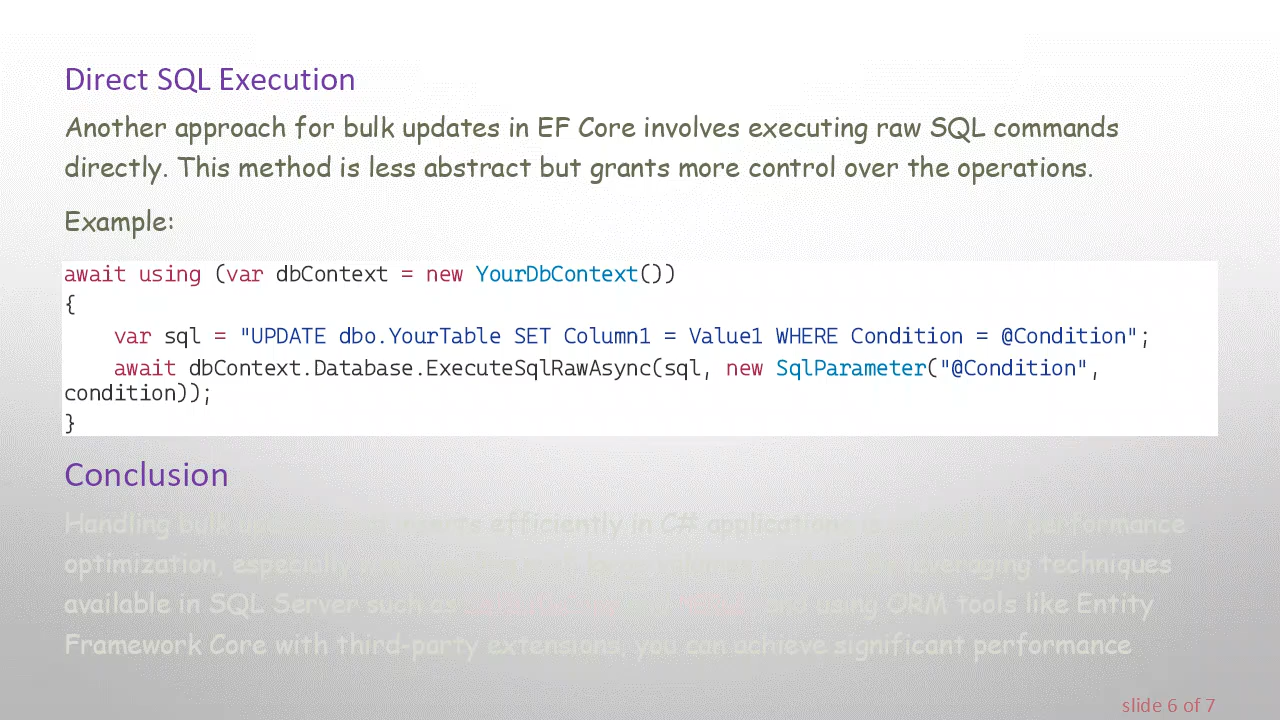 Direct SQL Execution
Another approach for bulk updates in EF Core involves executing raw SQL commands
directly. This method is less abstract but grants more control over the operations.
Example:
await using (var dbContext = new YourDbContext())
{
    var sql = "UPDATE dbo.YourTable SET Column1 = Value1 WHERE Condition = @Condition";
    await dbContext.Database.ExecuteSqlRawAsync(sql, new SqlParameter("@Condition",
condition));
}
Conclusion
Handling bulk efficiently in C# applications performance
optimization, especially leveraging techniques
available in SQL Server such as using ORM tools like Entity
Framework Core with third-party extensions, you can achieve significant performance
slide 6 of 7